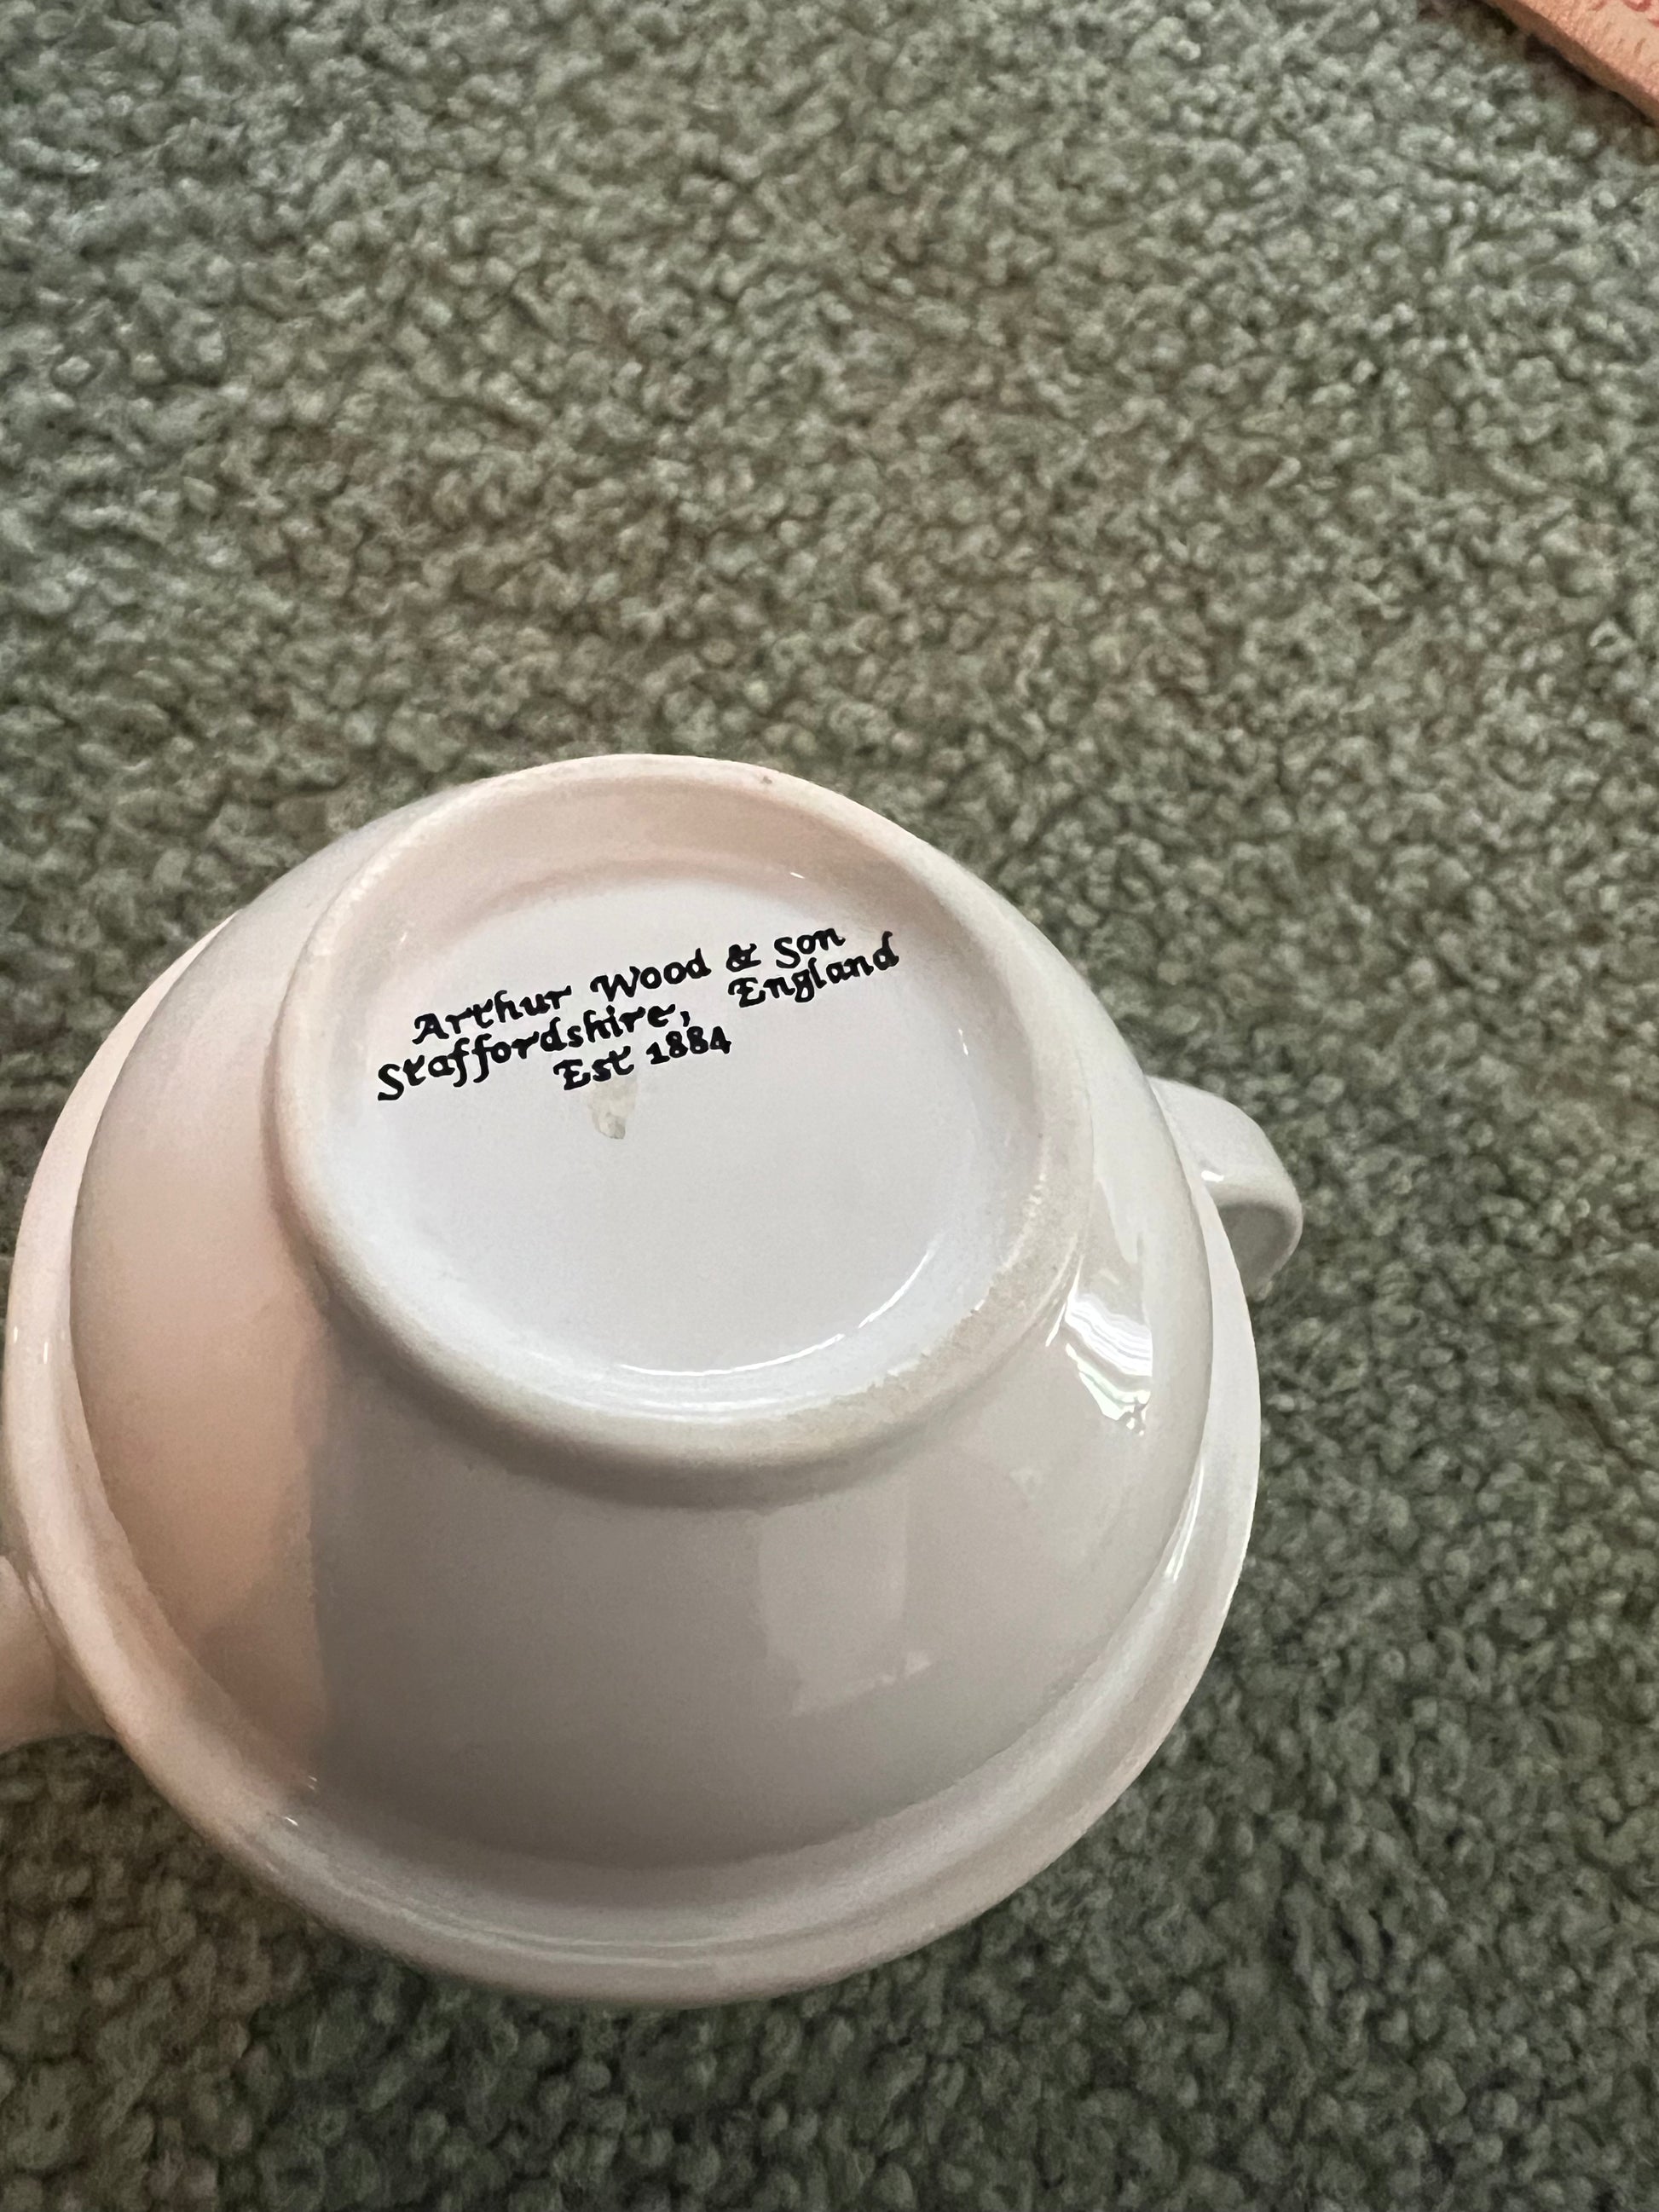 Arthur Wood & Son
Staffordshire, England
Est 1884